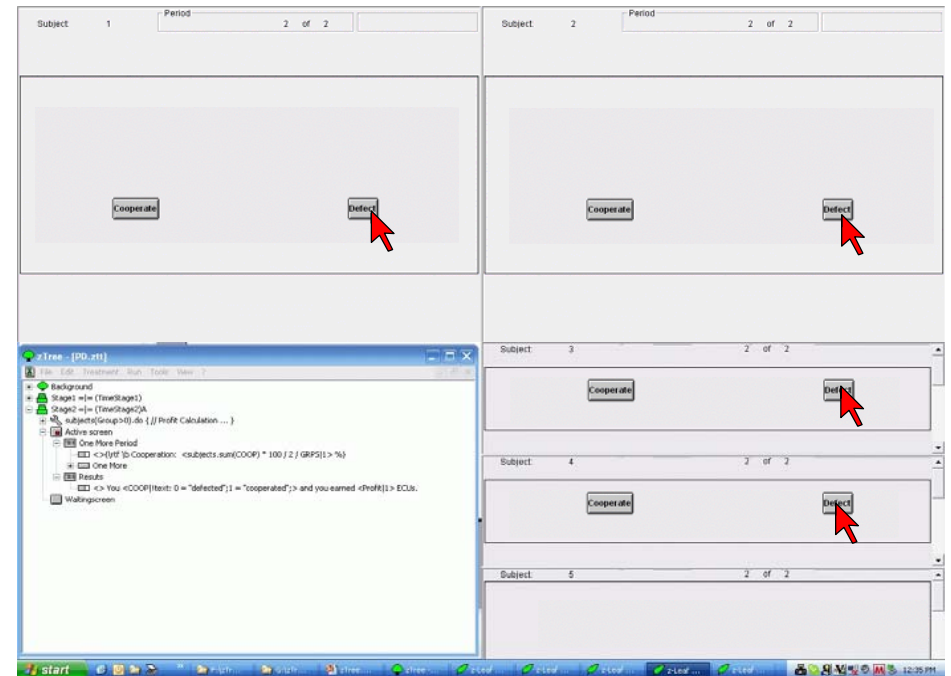 Subject 1 Period 2 of 2
Cooperate Defect
Subject 2 Period 2 of 2
Cooperate Defect
zTree - [PD.ztt]
File Edit Treatment Run Tools View ?
Background
Stage1 =|= (TimeStage1)
Stage2 =|= (TimeStage2)A
subjects(Group>0).do { // Profit Calculation ... }
Active screen
One More Period
<>{\rtf \b Cooperation: <subjects.sum(COOP) * 100 / 2 / GRPS|1> %}
One More
Resuts
<> You <COOP|!text: 0 = "defected";1 = "cooperated";> and you earned <Profit|1> ECUs.
Waitingscreen
Subject 3 2 of 2
Cooperate Defect
Subject 4 2 of 2
Cooperate Defect
Subject 5 2 of 2
start
12:35 PM